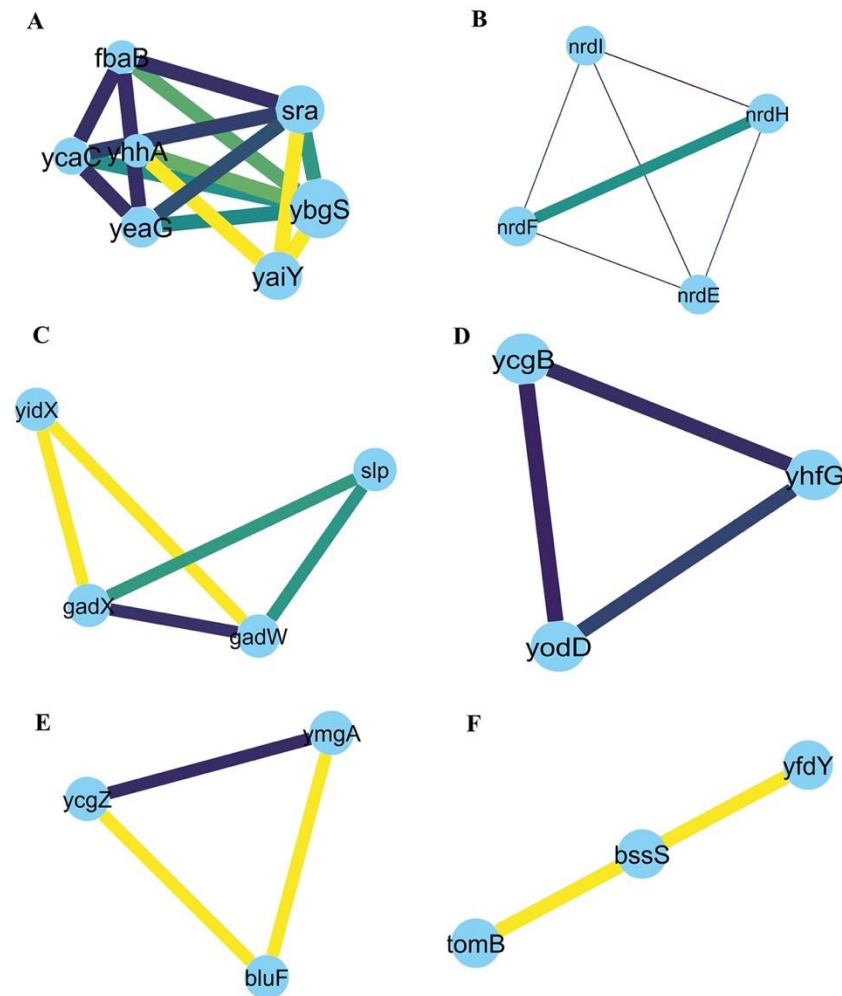 A
fbaB
sra
ycaC
yhhA
ybgS
yeaG
yaiY
B
nrdI
nrdH
nrdF
nrdE
C
yidX
slp
gadX
gadW
D
ycgB
yhfG
yodD
E
ymgA
ycgZ
bluF
F
yfdY
bssS
tomB